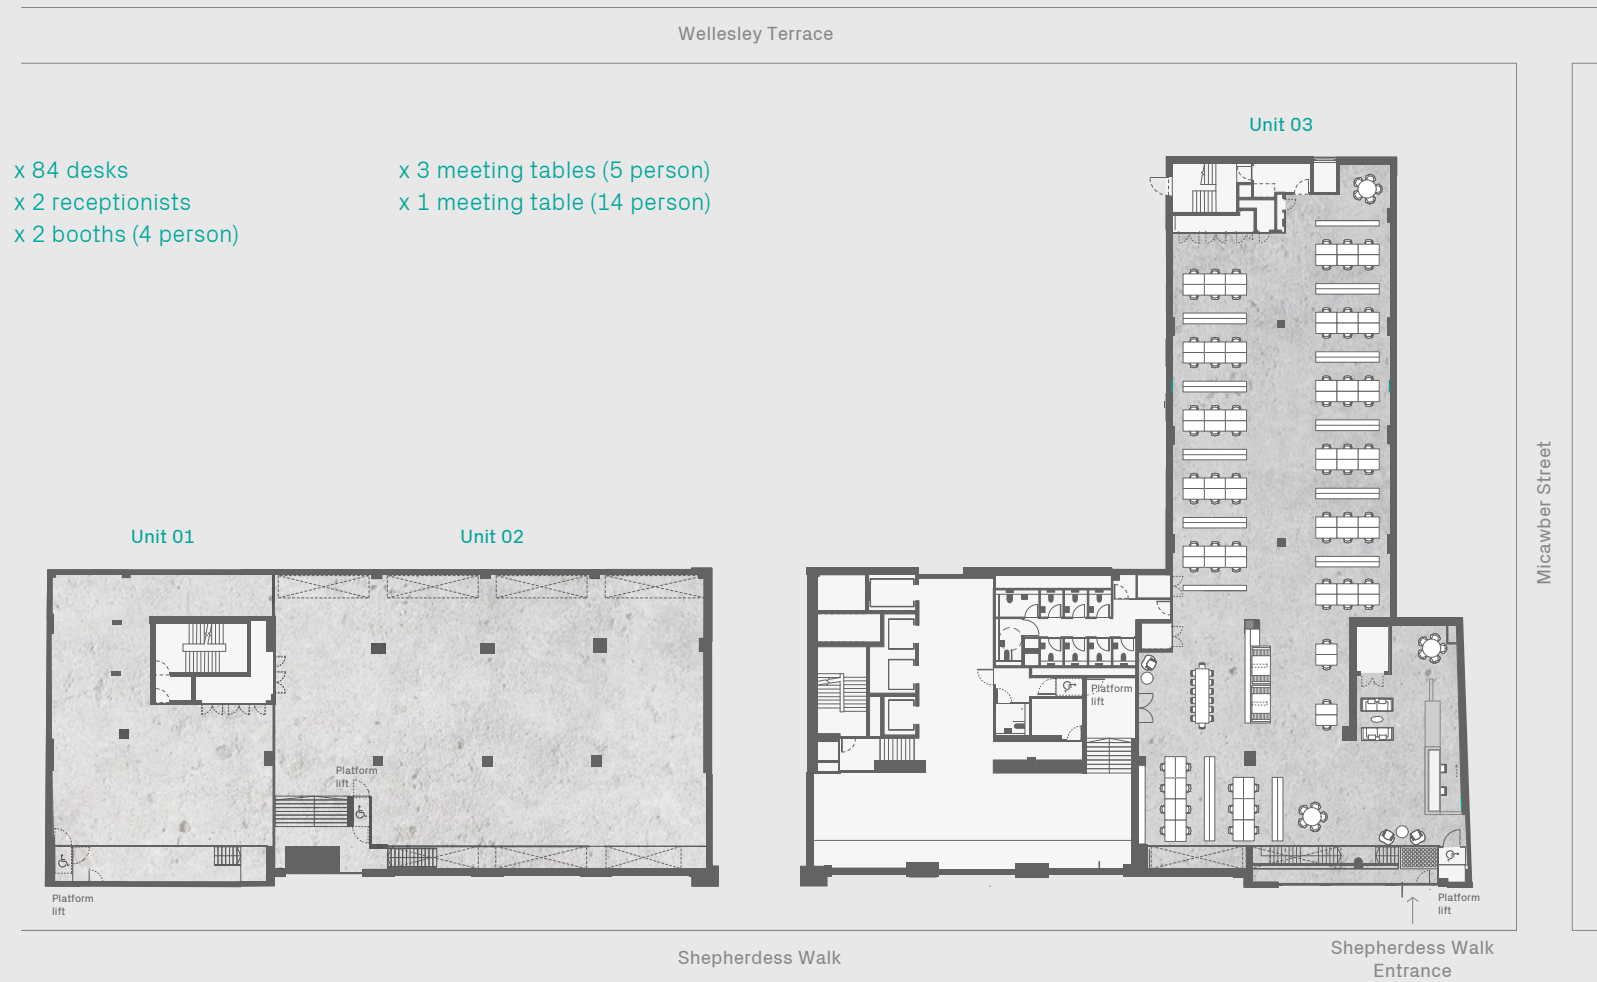 Wellesley Terrace
Unit 03
x 84 desks
x 2 receptionists
x 2 booths (4 person)
x 3 meeting tables (5 person)
x 1 meeting table (14 person)
Micawber Street
Unit 01
Unit 02
Platform
lift
Platform
lift
Platform
lift
Platform
lift
Shepherdess Walk
Shepherdess Walk
Entrance